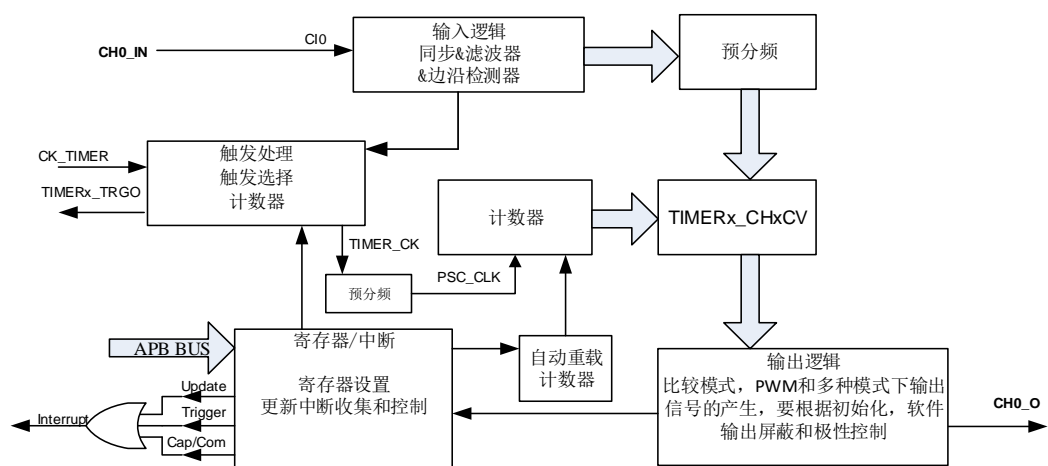 CH0_IN
CI0
输入逻辑
同步&滤波器
&边沿检测器
预分频
CK_TIMER
TIMERx_TRGO
触发处理
触发选择
计数器
计数器
TIMERx_CHxCV
TIMER_CK
预分频
PSC_CLK
APB BUS
寄存器/中断
寄存器设置
更新中断收集和控制
自动重载
计数器
输出逻辑
比较模式，PWM和多种模式下输出
信号的产生，要根据初始化，软件
输出屏蔽和极性控制
CH0_O
Update
Trigger
Cap/Com
Interrupt